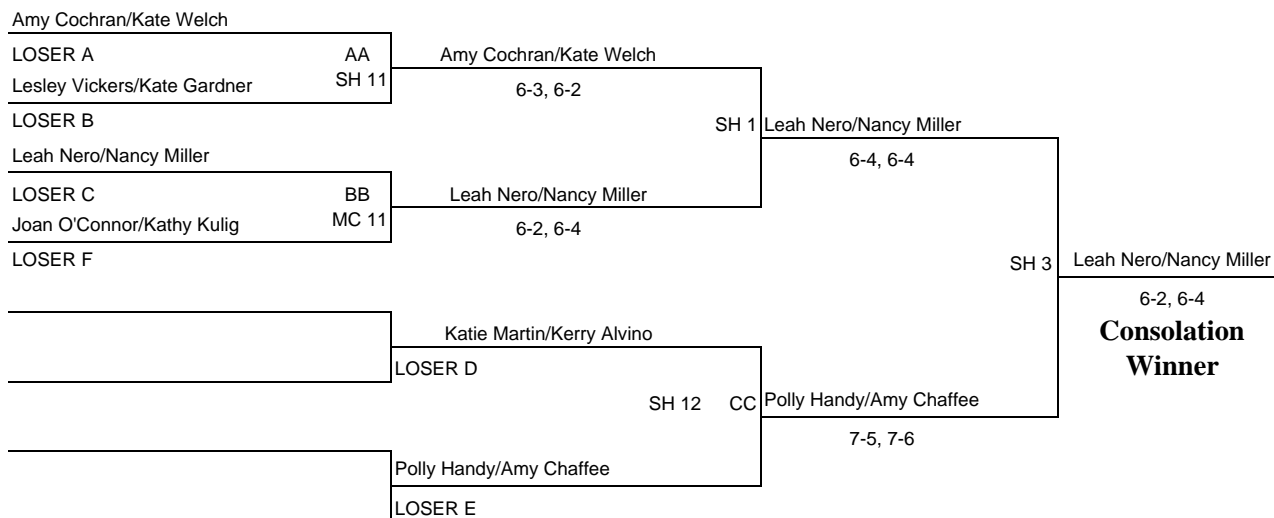 Amy Cochran/Kate Welch
LOSER A AA Amy Cochran/Kate Welch
Lesley Vickers/Kate Gardner SH 11 6-3, 6-2
LOSER B SH 1 Leah Nero/Nancy Miller
Leah Nero/Nancy Miller 6-4, 6-4
LOSER C BB Leah Nero/Nancy Miller
Joan O'Connor/Kathy Kulig MC 11 6-2, 6-4
LOSER F SH 3 Leah Nero/Nancy Miller
6-2, 6-4
Katie Martin/Kerry Alvino Consolation
LOSER D Winner
SH 12 CC Polly Handy/Amy Chaffee
7-5, 7-6
Polly Handy/Amy Chaffee
LOSER E